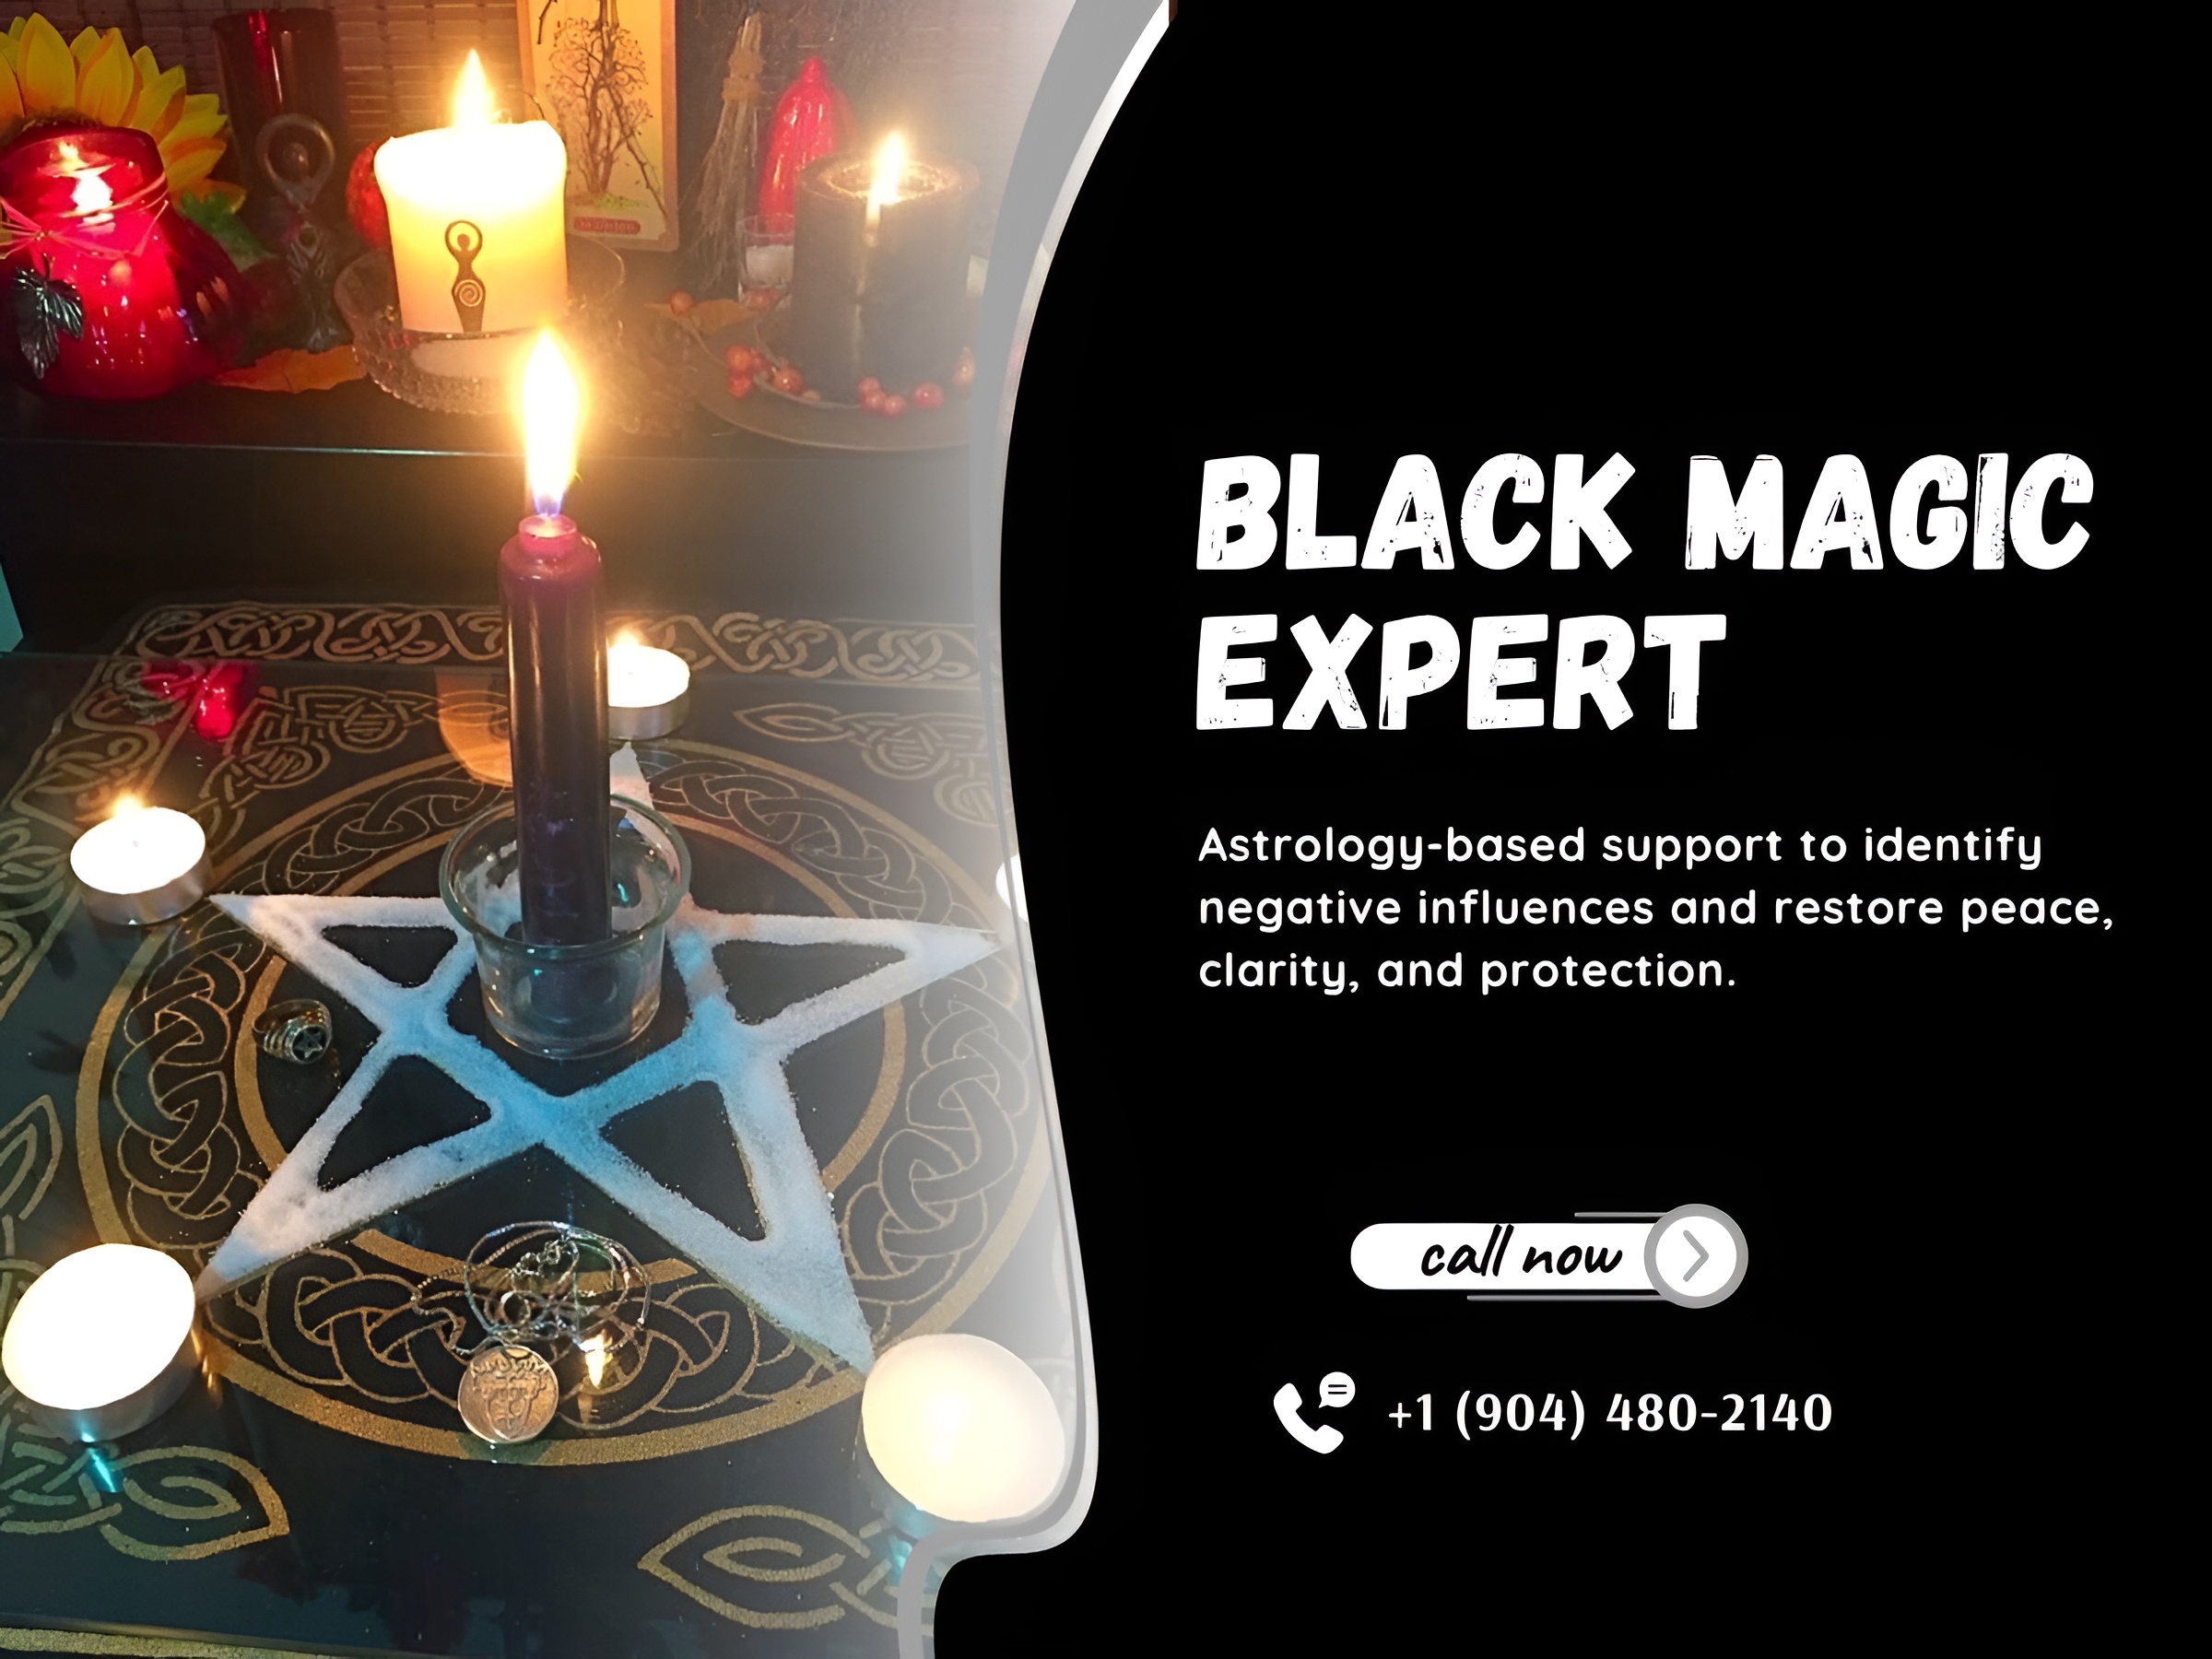 BLACK MAGIC
EXPERT
Astrology-based support to identify
negative influences and restore peace,
clarity, and protection.
call now
+1 (904) 480-2140